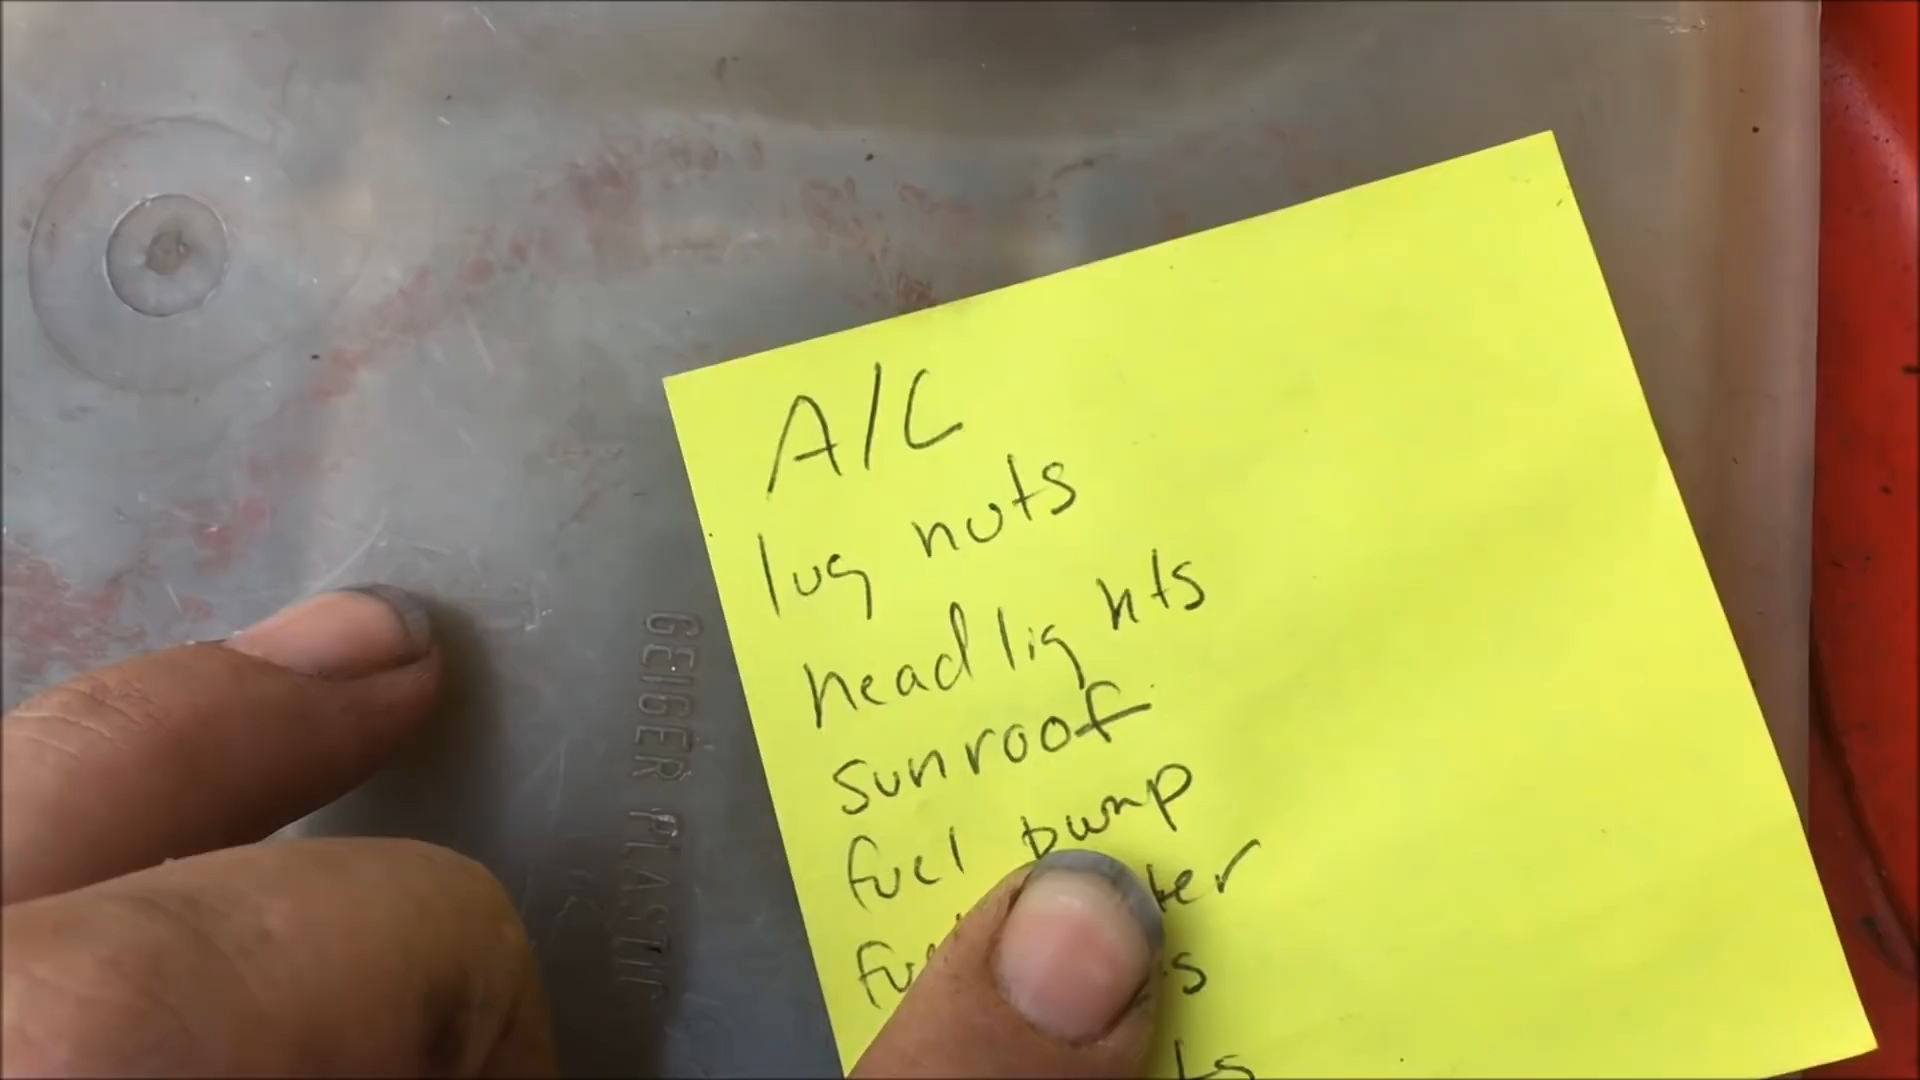 A/C
lug nuts
headlights
sunroof
fuel pump
GEIGER PLASTIC